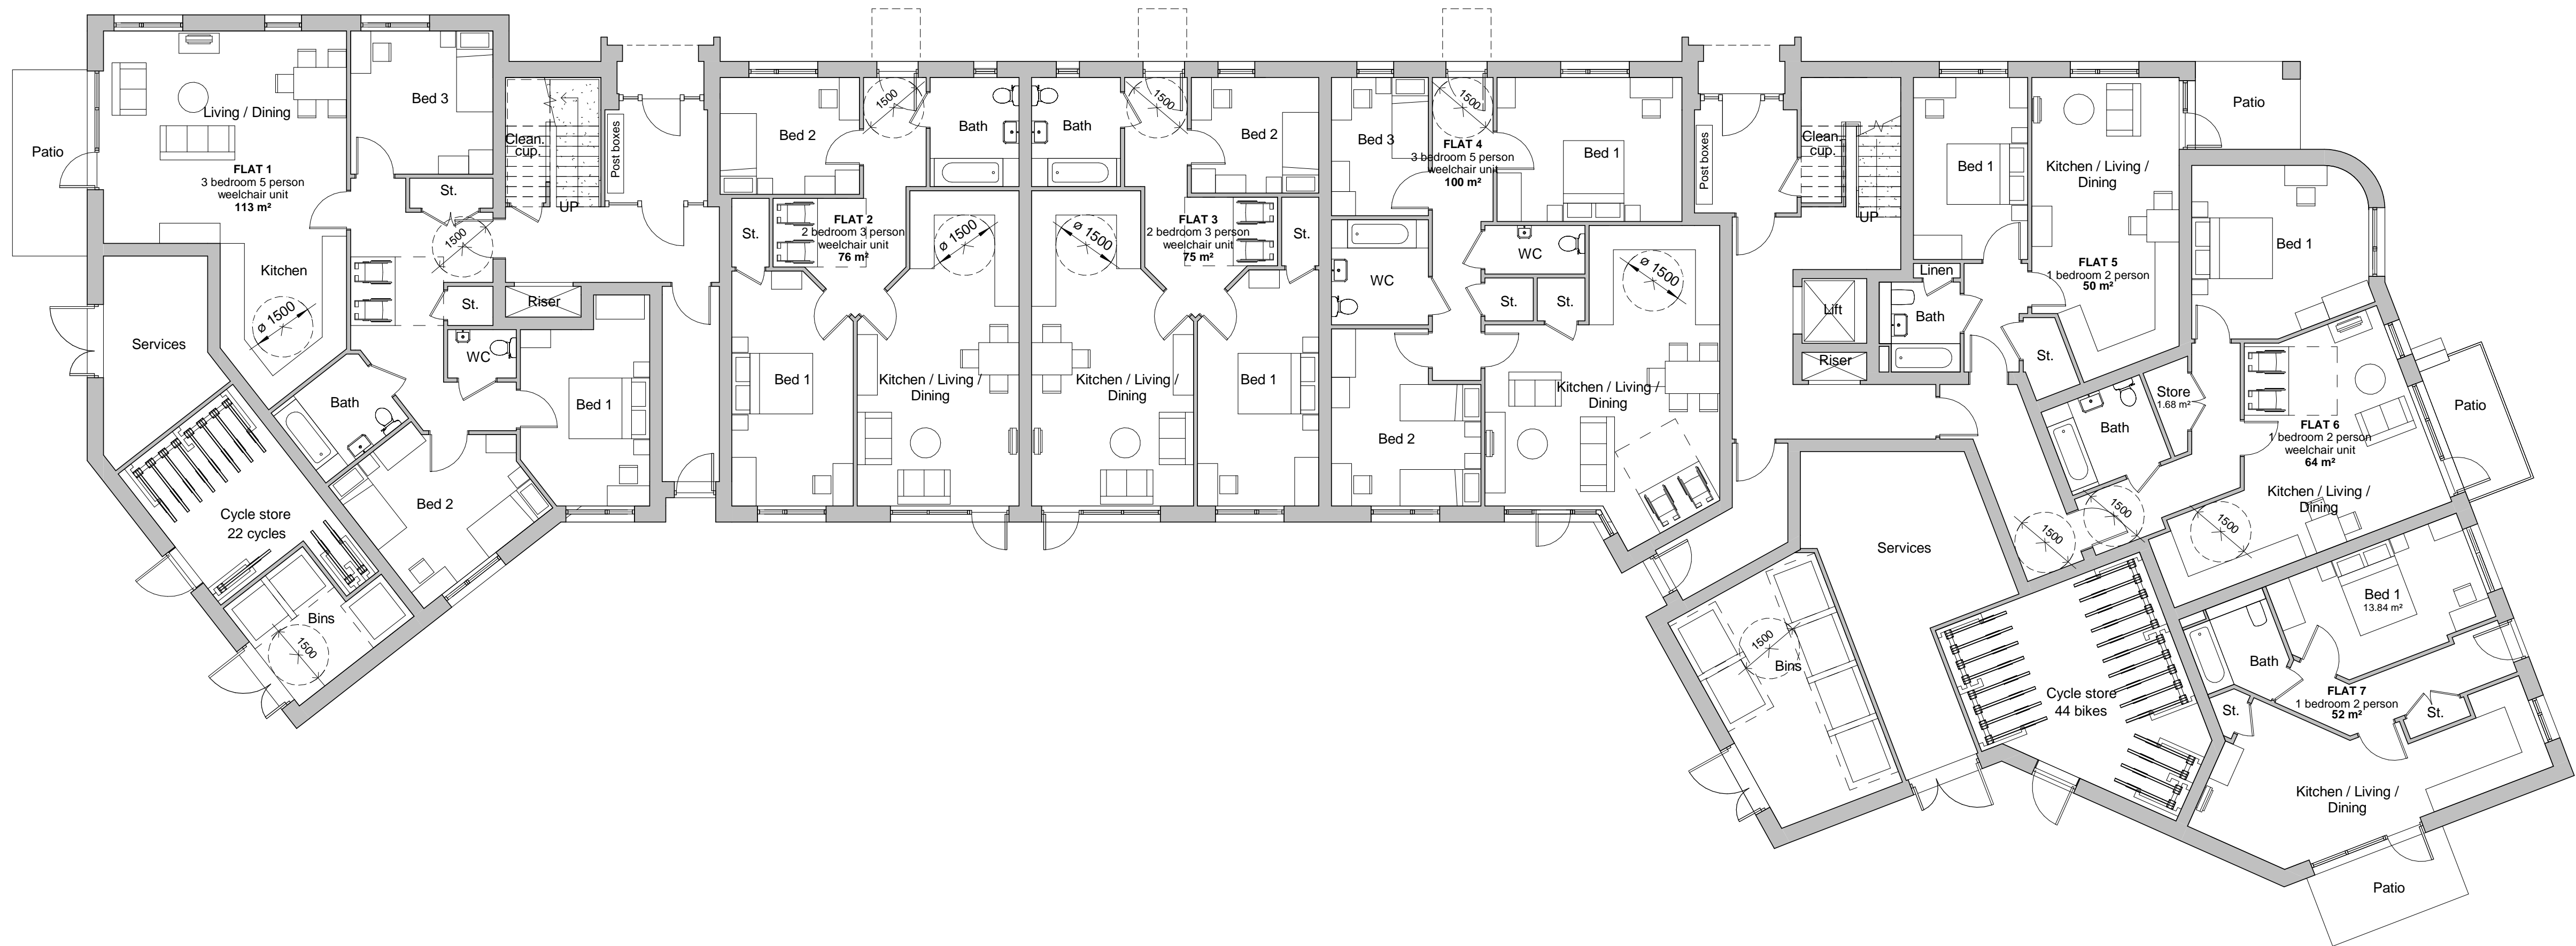 Living / Dining
Bed 3
Patio
FLAT 1
3 bedroom 5 person
weelchair unit
113 m²
St.
1500
Kitchen
ø 1500
Services
St.
WC
Bath
Bed 1
Bed 2
Cycle store
22 cycles
Bins
1500
Clean.
cup.
UP
Post boxes
Riser
Bed 2
1500
Bath
FLAT 2
2 bedroom 3 person
weelchair unit
76 m²
St.
ø 1500
Bed 1
Kitchen / Living /
Dining
Bath
1500
Bed 2
FLAT 3
2 bedroom 3 person
weelchair unit
75 m²
St.
ø 1500
Kitchen / Living /
Dining
Bed 1
Bed 3
1500
FLAT 4
3 bedroom 5 person
weelchair unit
100 m²
Bed 1
WC
WC
St.
St.
ø 1500
Bed 2
Kitchen / Living /
Dining
Post boxes
Clean.
cup.
UP
Lift
Riser
Bed 1
Kitchen / Living /
Dining
Patio
FLAT 5
1 bedroom 2 person
50 m²
Linen
Bath
St.
Bed 1
Store
1.68 m²
Bath
FLAT 6
1 bedroom 2 person
weelchair unit
64 m²
Patio
Kitchen / Living /
Dining
1500
1500
1500
Services
Bins
1500
Cycle store
44 bikes
Bed 1
13.84 m²
Bath
FLAT 7
1 bedroom 2 person
52 m²
St.
St.
Kitchen / Living /
Dining
Patio